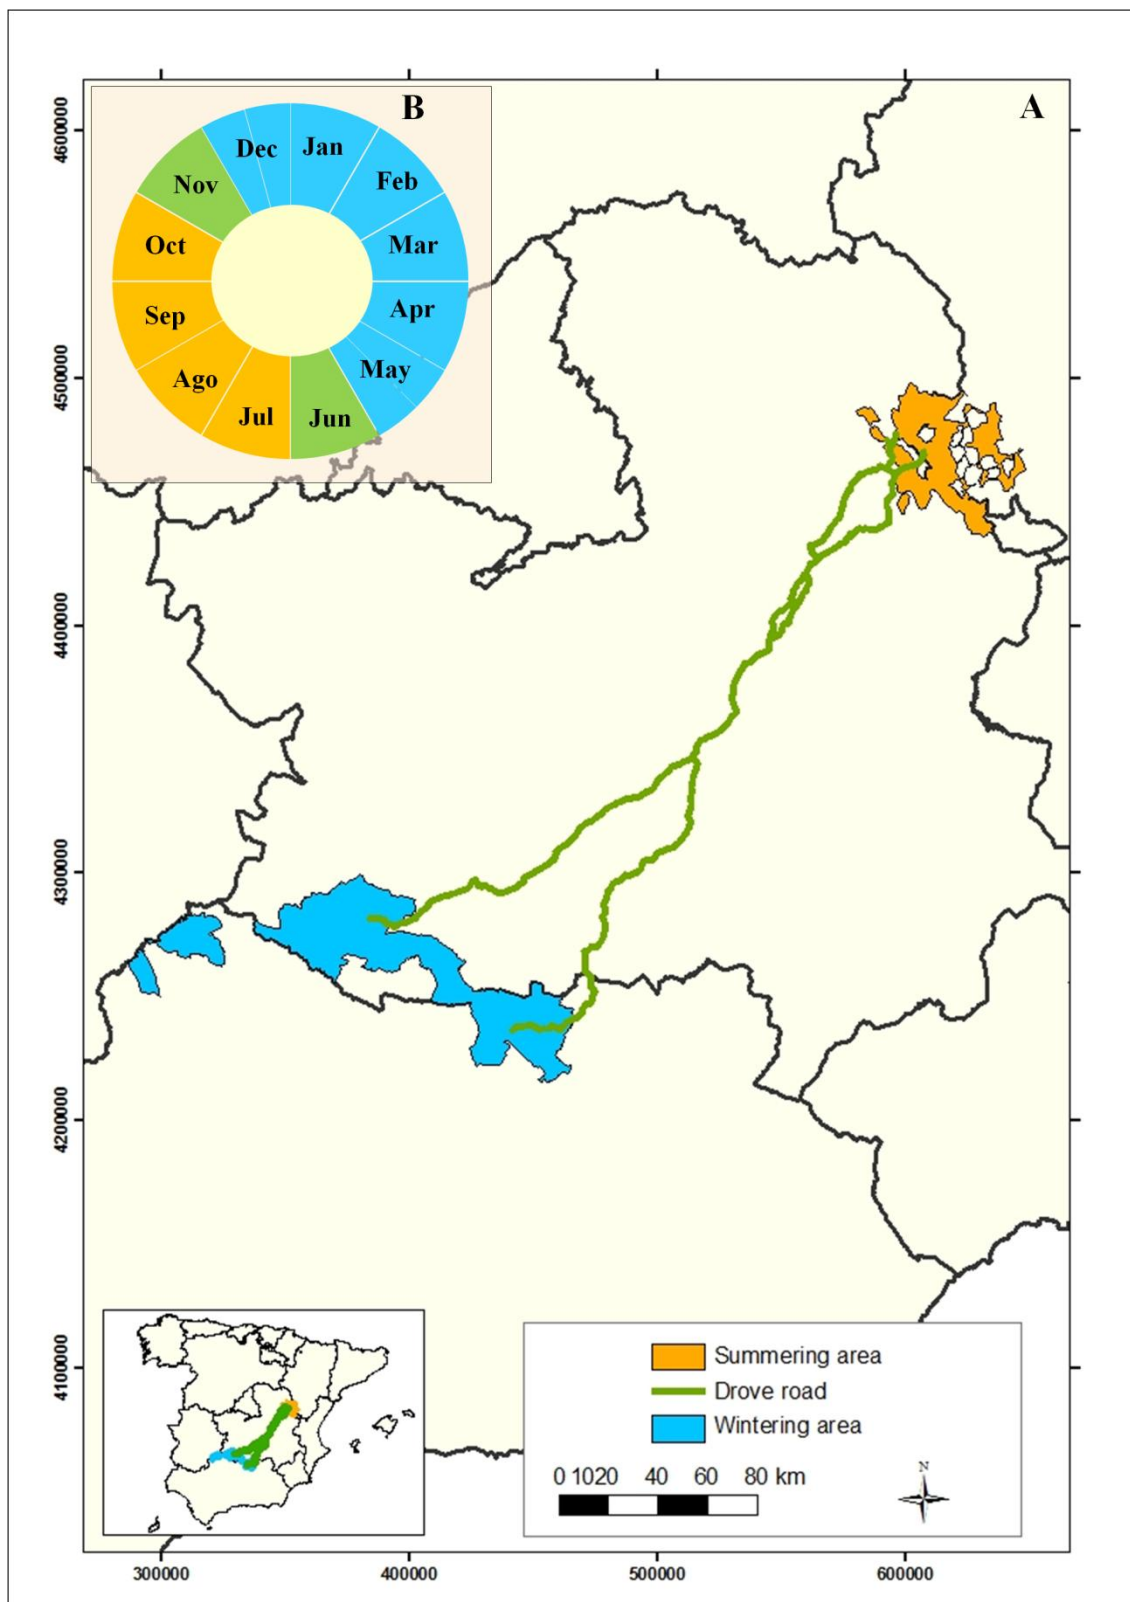 B
A
Dec
Jan
Nov
Feb
Oct
Mar
Sep
Apr
Ago
May
Jul
Jun
4600000
4500000
4400000
4300000
4200000
4100000
Summering area
Drove road
Wintering area
0 1020 40 60 80 km
N
300000 400000 500000 600000